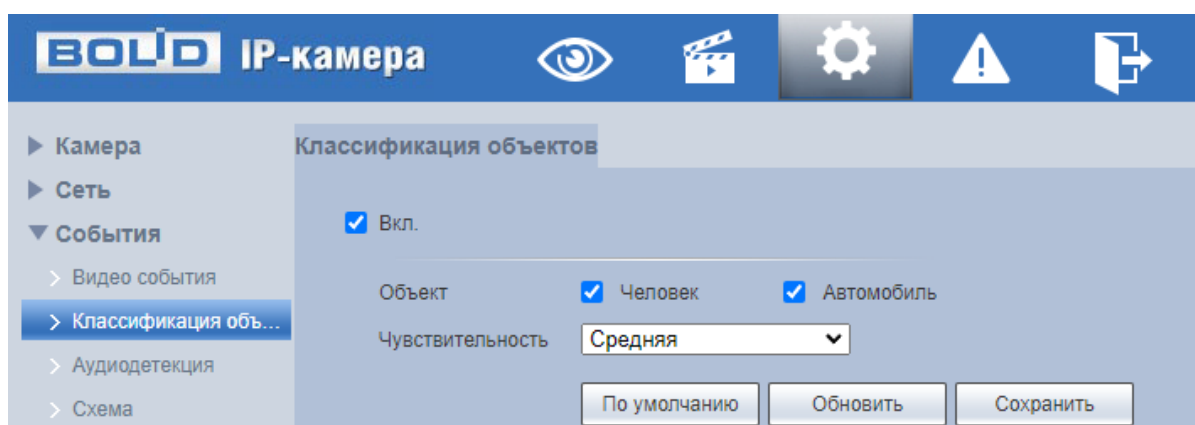 BOLID IP-камера
Камера
Сеть
События
Видео события
Классификация объ...
Аудиодетекция
Схема
Классификация объектов
Вкл.
Объект Человек Автомобиль
Чувствительность Средняя
По умолчанию Обновить Сохранить